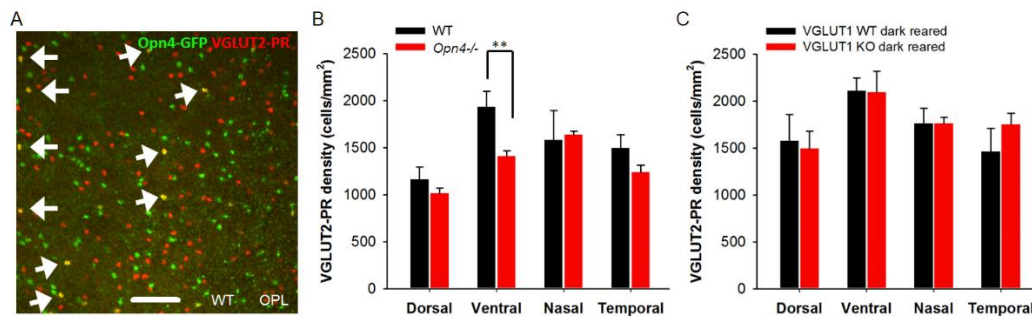 A
Opn4-GFP VGLUT2-PR
WT OPL
B
WT
Opn4-/-
**
VGLUT2-PR density (cells/mm²)
2500
2000
1500
1000
500
0
Dorsal Ventral Nasal Temporal
C
VGLUT1 WT dark reared
VGLUT1 KO dark reared
VGLUT2-PR density (cells/mm²)
2500
2000
1500
1000
500
0
Dorsal Ventral Nasal Temporal